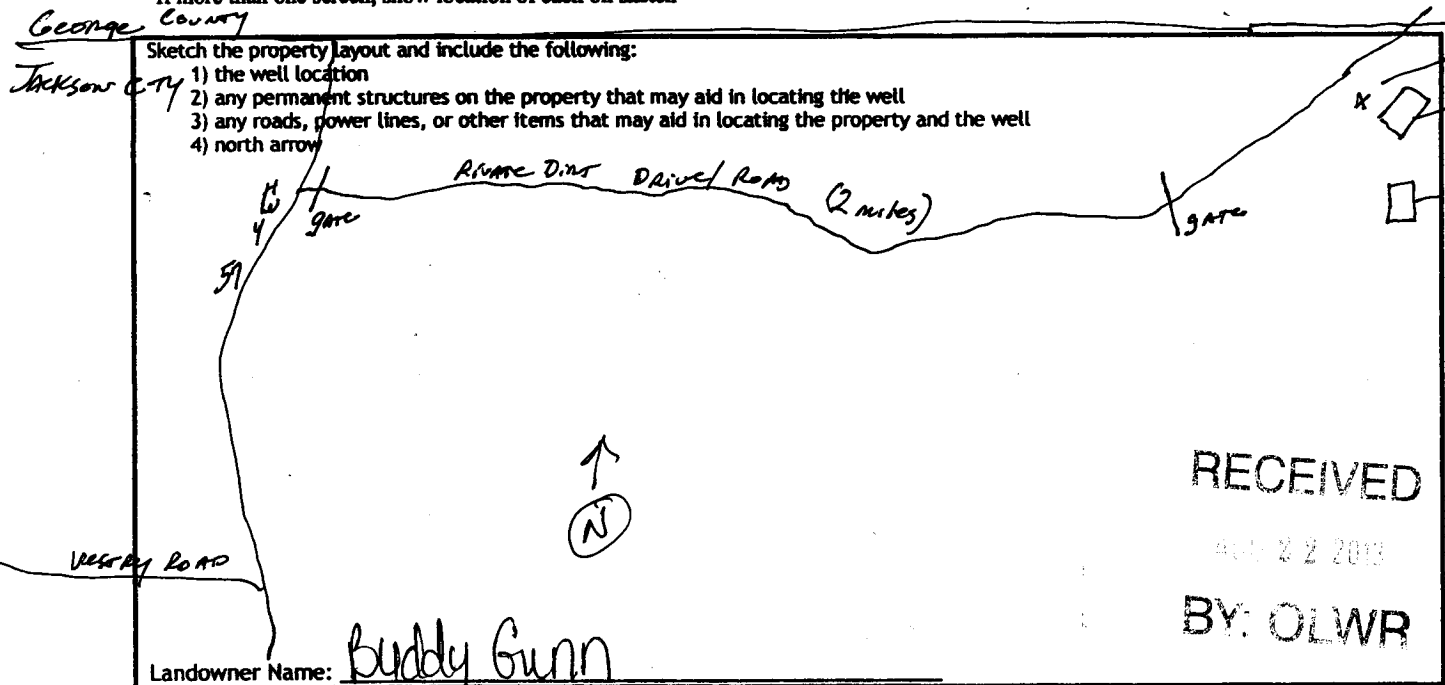 George County
Sketch the property layout and include the following:
Jackson CTY
1) the well location
2) any permanent structures on the property that may aid in locating the well
3) any roads, power lines, or other items that may aid in locating the property and the well
4) north arrow
Private Dirt Drive/ Road (2 miles)
Hwy
gate
gate
57
X
N
RECEIVED
22 2013
Vestry Road
BY: OLWR
Landowner Name: Buddy Gunn